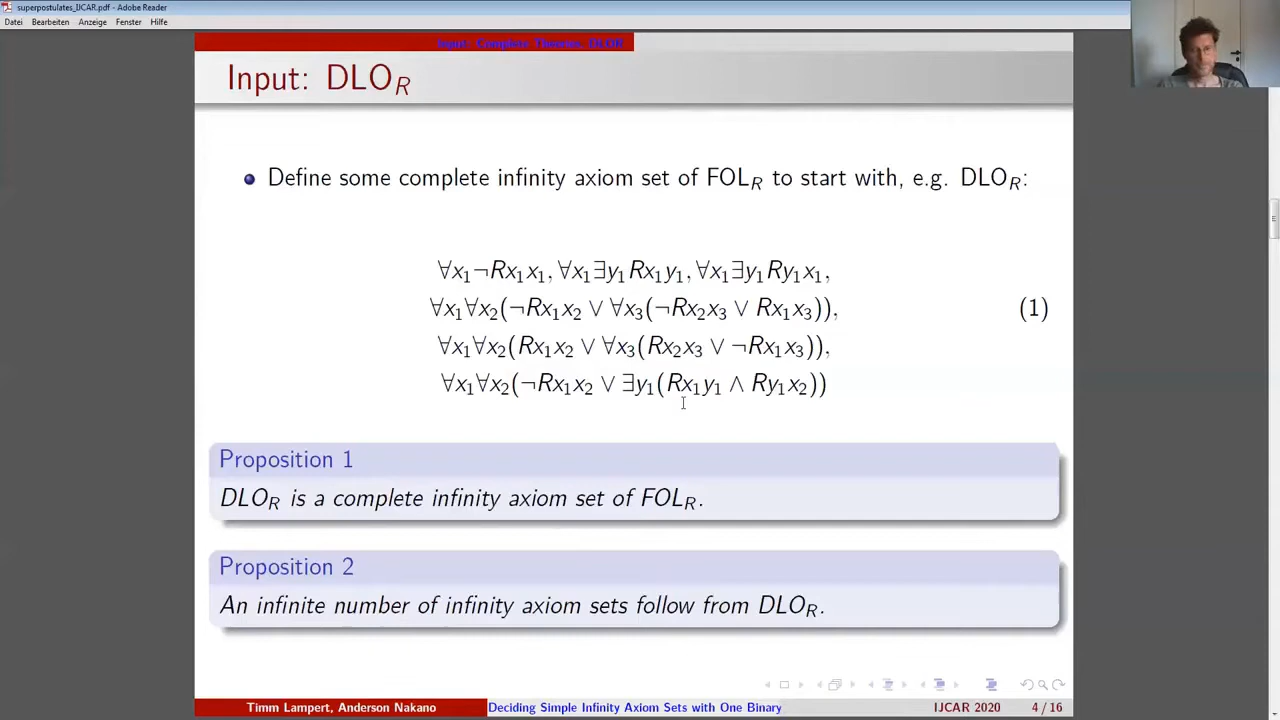 superpostulates_IJCAR.pdf - Adobe Reader
Datei Bearbeiten Anzeige Fenster Hilfe
Input: Complete Theories: DLOR
Input: DLO_R
Define some complete infinity axiom set of FOL_R to start with, e.g. DLO_R:
∀x₁¬Rx₁x₁, ∀x₁∃y₁Rx₁y₁, ∀x₁∃y₁Ry₁x₁,
∀x₁∀x₂(¬Rx₁x₂ ∨ ∀x₃(¬Rx₂x₃ ∨ Rx₁x₃)),
(1)
∀x₁∀x₂(Rx₁x₂ ∨ ∀x₃(Rx₂x₃ ∨ ¬Rx₁x₃)),
∀x₁∀x₂(¬Rx₁x₂ ∨ ∃y₁(Rx₁y₁ ∧ Ry₁x₂))
Proposition 1
DLO_R is a complete infinity axiom set of FOL_R.
Proposition 2
An infinite number of infinity axiom sets follow from DLO_R.
Timm Lampert, Anderson Nakano Deciding Simple Infinity Axiom Sets with One Binary IJCAR 2020 4 / 16